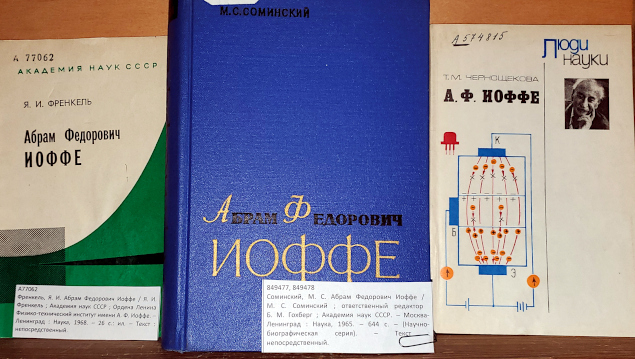 А 77062
АКАДЕМИЯ НАУК СССР
Я. И. ФРЕНКЕЛЬ
Абрам Федорович
ИОФФЕ
А77062
Френкель, Я. И. Абрам Федорович Иоффе / Я. И.
Френкель ; Академия наук СССР ; Ордена Ленина
Физико-технический институт имени А. Ф. Иоффе. –
Ленинград : Наука, 1968. – 26 с.: ил. – Текст :
непосредственный.
М.С.СОМИНСКИЙ
Абрам Федорович
ИОФФЕ
849477, 849478
Соминский, М. С. Абрам Федорович Иоффе /
М. С. Соминский ; ответственный редактор
Б. М. Гохберг ; Академия наук СССР. – Москва-
Ленинград : Наука, 1965. – 644 с. – (Научно-
биографическая серия). – Текст :
непосредственный.
А 574815
Люди
науки
Т. М. ЧЕРНОЩЕКОВА
А. Ф. ИОФФЕ
К
Б
Э